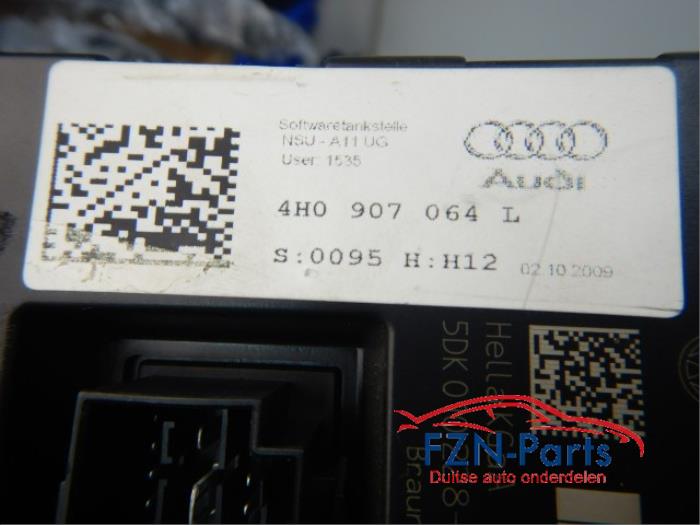 Softwaretankstelle
NSU - A11 UG
User: 1535
Audi
4H0 907 064 L
S:0095 H:H12 02.10.2009
Hella
5DK 0
FZN-Parts
Duitse auto onderdelen